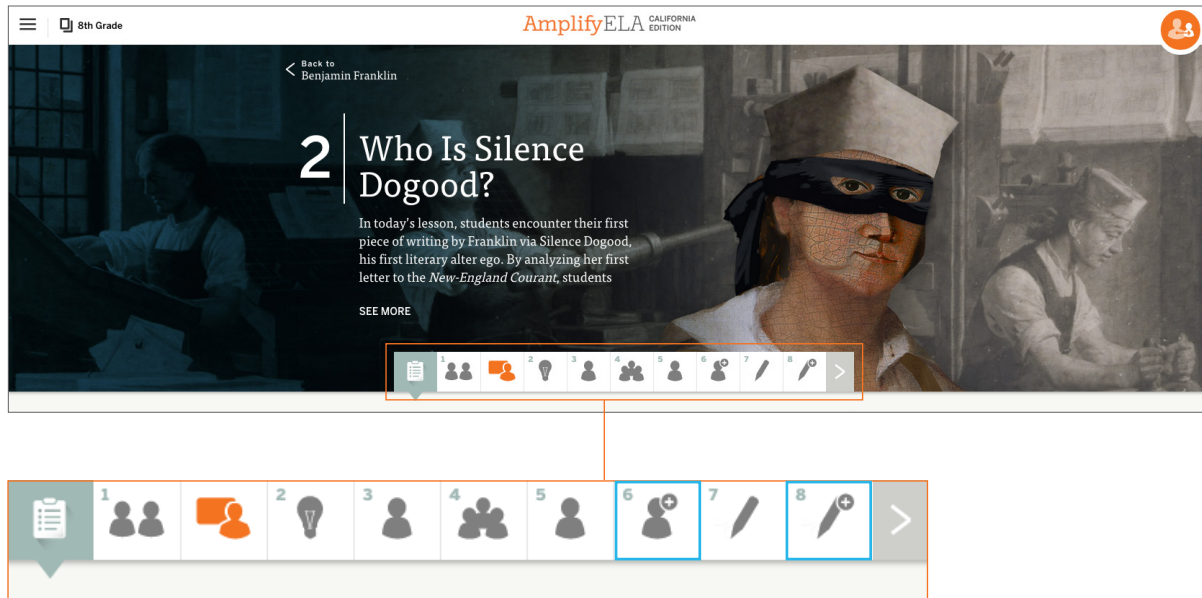 8th Grade
AmplifyELA CALIFORNIA EDITION
Back to
Benjamin Franklin
2
Who Is Silence
Dogood?
In today's lesson, students encounter their first
piece of writing by Franklin via Silence Dogood,
his first literary alter ego. By analyzing her first
letter to the New-England Courant, students
SEE MORE
1 2 3 4 5 6 7 8
1 2 3 4 5 6 7 8